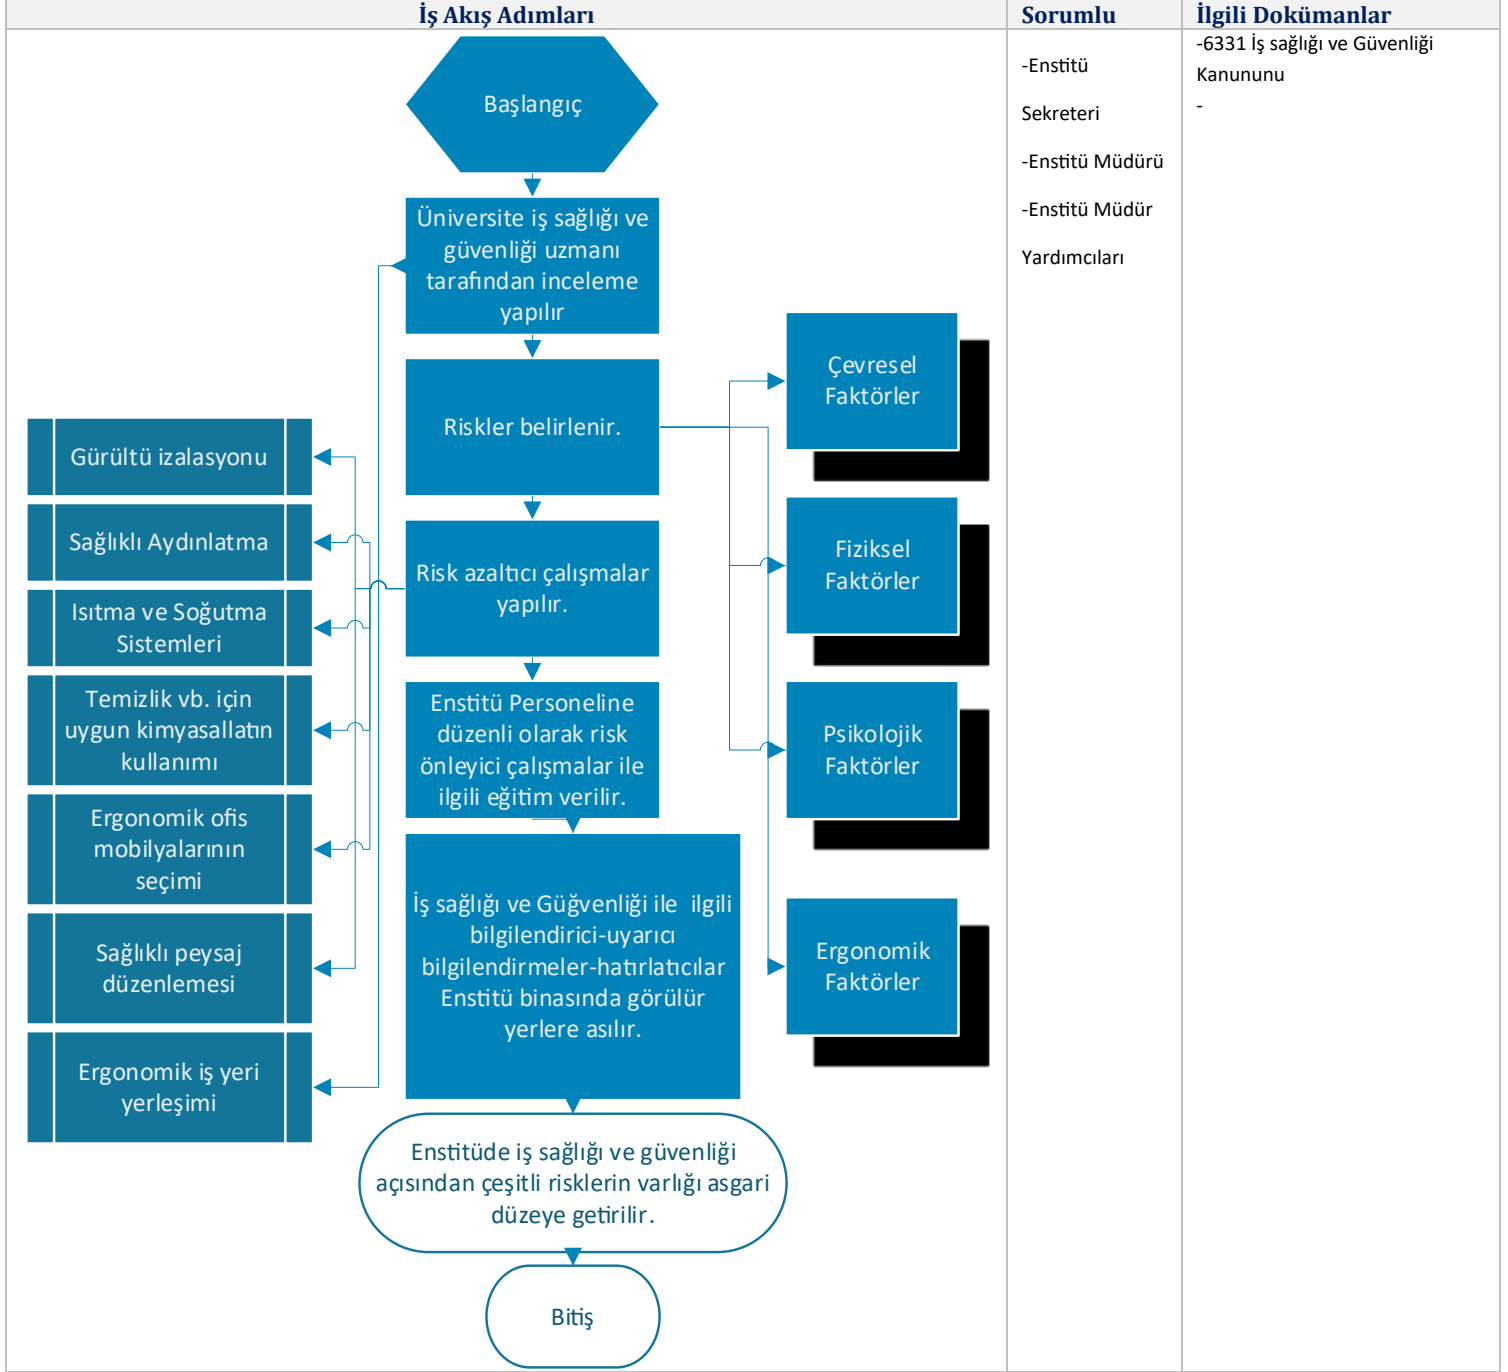 İş Akış Adımları
Sorumlu
İlgili Dokümanlar
Başlangıç
Üniversite iş sağlığı ve
güvenliği uzmanı
tarafından inceleme
yapılır
Riskler belirlenir.
Risk azaltıcı çalışmalar
yapılır.
Enstitü Personeline
düzenli olarak risk
önleyici çalışmalar ile
ilgili eğitim verilir.
İş sağlığı ve Güğvenliği ile  ilgili
bilgilendirici-uyarıcı
bilgilendirmeler-hatırlatıcılar
Enstitü binasında görülür
yerlere asılır.
Enstitüde iş sağlığı ve güvenliği
açısından çeşitli risklerin varlığı asgari
düzeye getirilir.
Bitiş
Gürültü izalasyonu
Sağlıklı Aydınlatma
Isıtma ve Soğutma
Sistemleri
Temizlik vb. için
uygun kimyasallatın
kullanımı
Ergonomik ofis
mobilyalarının
seçimi
Sağlıklı peysaj
düzenlemesi
Ergonomik iş yeri
yerleşimi
Çevresel
Faktörler
Fiziksel
Faktörler
Psikolojik
Faktörler
Ergonomik
Faktörler
-Enstitü
Sekreteri
-Enstitü Müdürü
-Enstitü Müdür
Yardımcıları
-6331 İş sağlığı ve Güvenliği
Kanununu
-